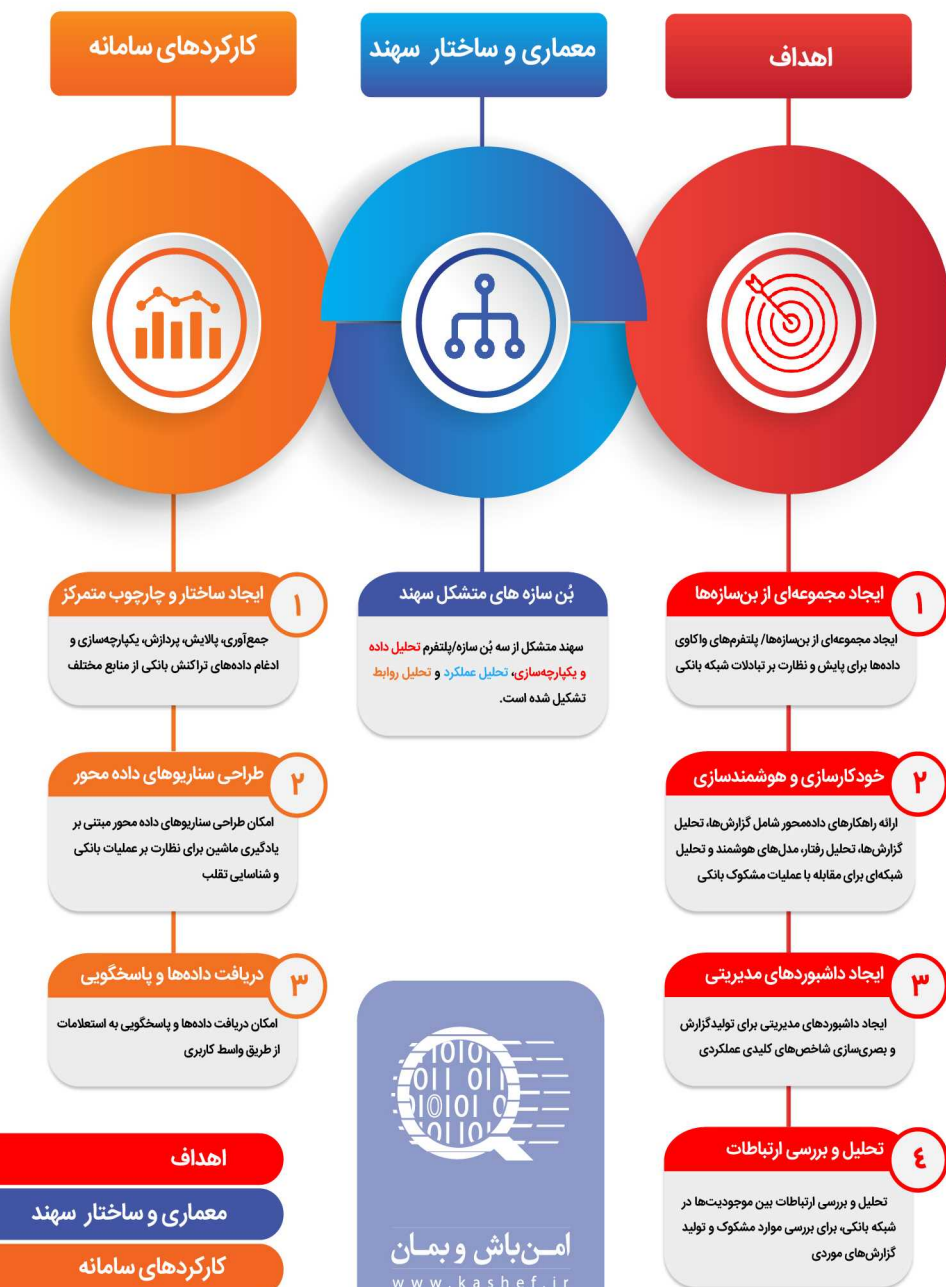 اهداف
معماری و ساختار سهند
کارکردهای سامانه
۱
ایجاد مجموعه‌ای از بن‌سازه‌ها
ایجاد مجموعه‌ای از بن‌سازه‌ها/ پلتفرم‌های واکاوی
داده‌ها برای پایش و نظارت بر تبادلات شبکه بانکی
۲
خودکارسازی و هوشمندسازی
ارائه راهکارهای داده‌محور شامل گزارش‌ها، تحلیل
گزارش‌ها، تحلیل رفتار، مدل‌های هوشمند و تحلیل
شبکه‌ای برای مقابله با عملیات مشکوک بانکی
۳
ایجاد داشبوردهای مدیریتی
ایجاد داشبوردهای مدیریتی برای تولیدگزارش
و بصری‌سازی شاخص‌های کلیدی عملکردی
٤
تحلیل و بررسی ارتباطات
تحلیل و بررسی ارتباطات بین موجودیت‌ها در
شبکه بانکی، برای بررسی موارد مشکوک و تولید
گزارش‌های موردی
بُن سازه های متشکل سهند
سهند متشکل از سه بُن سازه/پلتفرم تحلیل داده
و یکپارچه‌سازی، تحلیل عملکرد و تحلیل روابط
تشکیل شده است.
۱
ایجاد ساختار و چارچوب متمرکز
جمع‌آوری، پالایش، پردازش، یکپارچه‌سازی و
ادغام داده‌های تراکنش بانکی از منابع مختلف
۲
طراحی سناریوهای داده محور
امکان طراحی سناریوهای داده محور مبتنی بر
یادگیری ماشین برای نظارت بر عملیات بانکی
و شناسایی تقلب
۳
دریافت داده‌ها و پاسخگویی
امکان دریافت داده‌ها و پاسخگویی به استعلامات
از طریق واسط کاربری
امـن‌باش و بمـان
www.kashef.ir
اهداف
معماری و ساختار سهند
کارکردهای سامانه